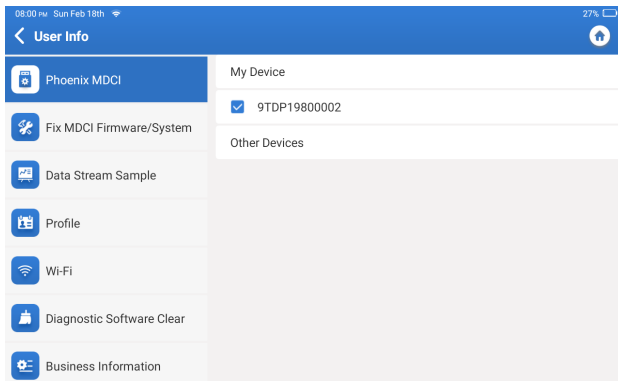 08:00 PM Sun Feb 18th
27%
User Info
Phoenix MDCI
Fix MDCI Firmware/System
Data Stream Sample
Profile
Wi-Fi
Diagnostic Software Clear
Business Information
My Device
9TDP19800002
Other Devices